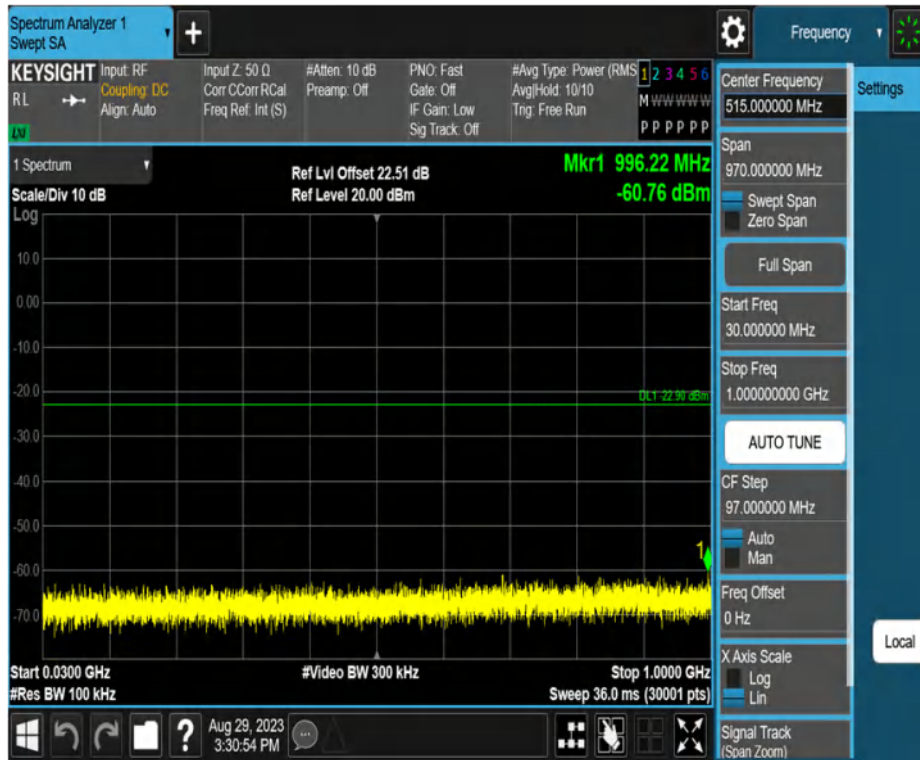 Spectrum Analyzer 1
Swept SA
+
Frequency
KEYSIGHT
RL
LXI
Input: RF
Coupling: DC
Align: Auto
Input Z: 50 Ω
Corr CCorr RCal
Freq Ref: Int (S)
#Atten: 10 dB
Preamp: Off
PNO: Fast
Gate: Off
IF Gain: Low
Sig Track: Off
#Avg Type: Power (RMS
Avg|Hold: 10/10
Trig: Free Run
1 2 3 4 5 6
M W W W W W
P P P P P P
Center Frequency
515.000000 MHz
Settings
Span
970.000000 MHz
Swept Span
Zero Span
Full Span
Start Freq
30.000000 MHz
Stop Freq
1.000000000 GHz
AUTO TUNE
CF Step
97.000000 MHz
Auto
Man
Freq Offset
0 Hz
X Axis Scale
Log
Lin
Signal Track
(Span Zoom)
Local
1 Spectrum
Scale/Div 10 dB
Log
Ref Lvl Offset 22.51 dB
Ref Level 20.00 dBm
Mkr1 996.22 MHz
-60.76 dBm
10.0
0.00
-10.0
-20.0
DL1 -22.90 dBm
-30.0
-40.0
-50.0
1
-60.0
-70.0
Start 0.0300 GHz
#Video BW 300 kHz
Stop 1.0000 GHz
#Res BW 100 kHz
Sweep 36.0 ms (30001 pts)
?
Aug 29, 2023
3:30:54 PM